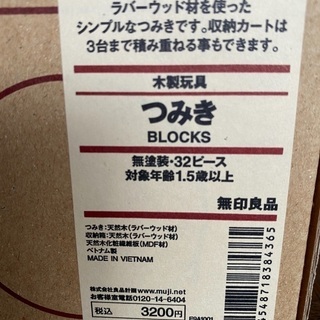 ラバーウッド材を使った
シンプルなつみきです。収納カートは
3台まで積み重ねる事もできます。
木製玩具
つみき
BLOCKS
無塗装・32ピース
対象年齢1.5歳以上
無印良品
つみき:天然木(ラバーウッド材)
収納箱:天然木(ラバーウッド材)
天然木化粧繊維板(MDF材)
ベトナム製
MADE IN VIETNAM
株式会社良品計画 http://www.muji.net
お客様室電話0120-14-6404
税込 3200円
4548718384365